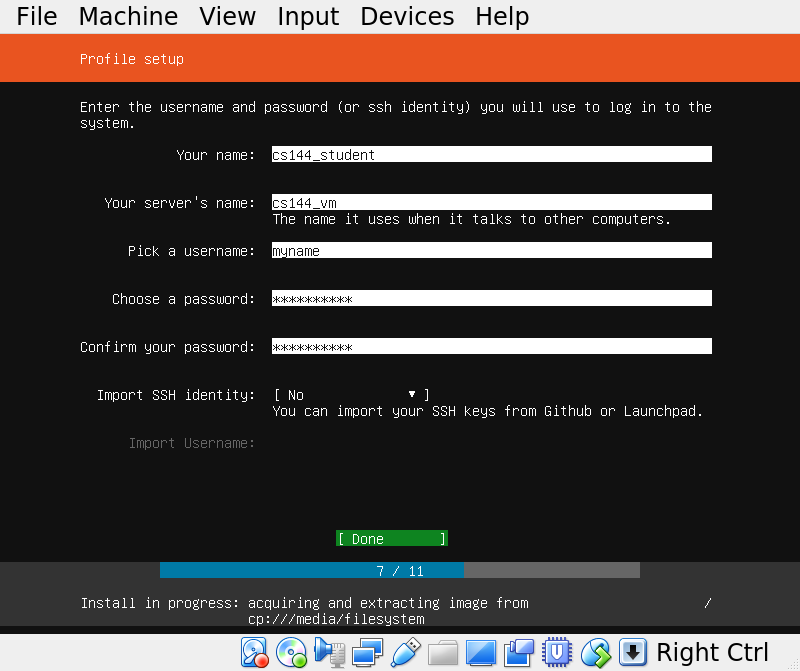 File Machine View Input Devices Help
Profile setup
Enter the username and password (or ssh identity) you will use to log in to the
system.
Your name: cs144_student
Your server's name: cs144_vm
The name it uses when it talks to other computers.
Pick a username: myname
Choose a password: **********
Confirm your password: **********
Import SSH identity: [ No ▼ ]
You can import your SSH keys from Github or Launchpad.
Import Username:
[ Done ]
7 / 11
Install in progress: acquiring and extracting image from /
cp:///media/filesystem
Right Ctrl